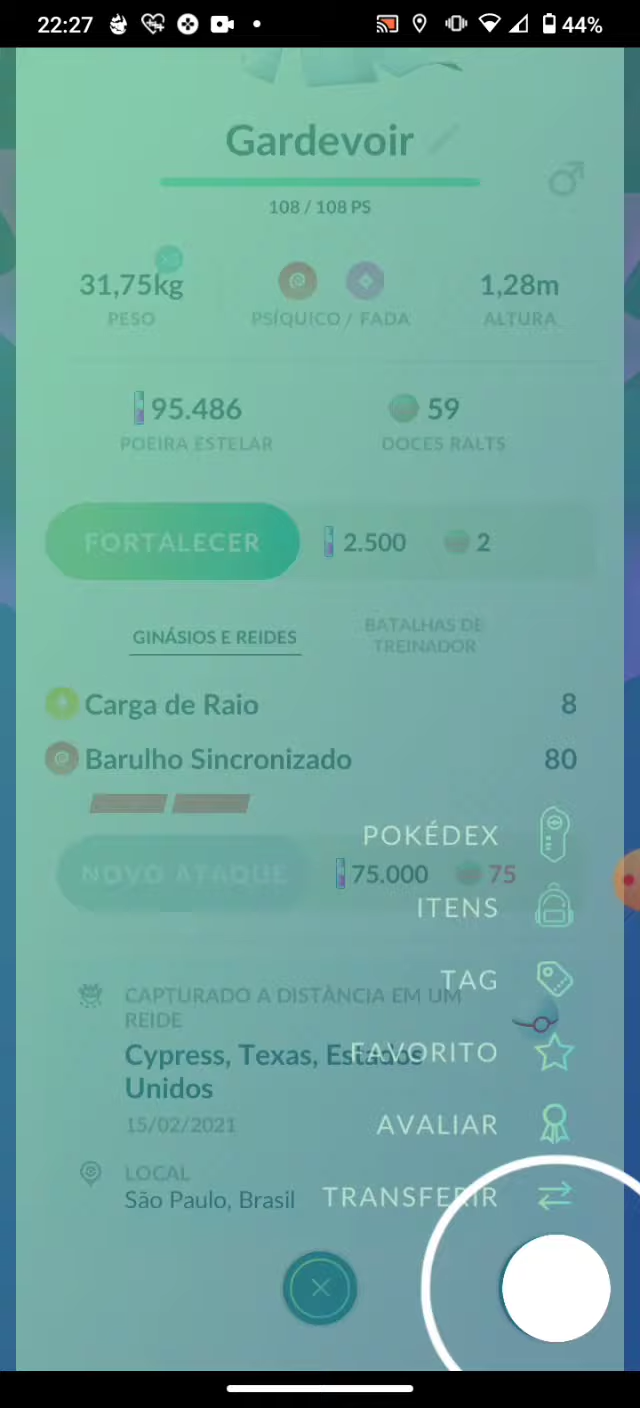 22:27
44%
Gardevoir
108 / 108 PS
31,75kg
PESO
PSÍQUICO / FADA
1,28m
ALTURA
95.486
POEIRA ESTELAR
59
DOCES RALTS
FORTALECER
2.500
2
GINÁSIOS E REIDES
BATALHAS DE
TREINADOR
Carga de Raio
8
Barulho Sincronizado
80
POKÉDEX
NOVO ATAQUE
75.000
75
ITENS
TAG
CAPTURADO A DISTÂNCIA EM UM
REIDE
Cypress, Texas, Estados
Unidos
FAVORITO
15/02/2021
AVALIAR
LOCAL
São Paulo, Brasil
TRANSFERIR